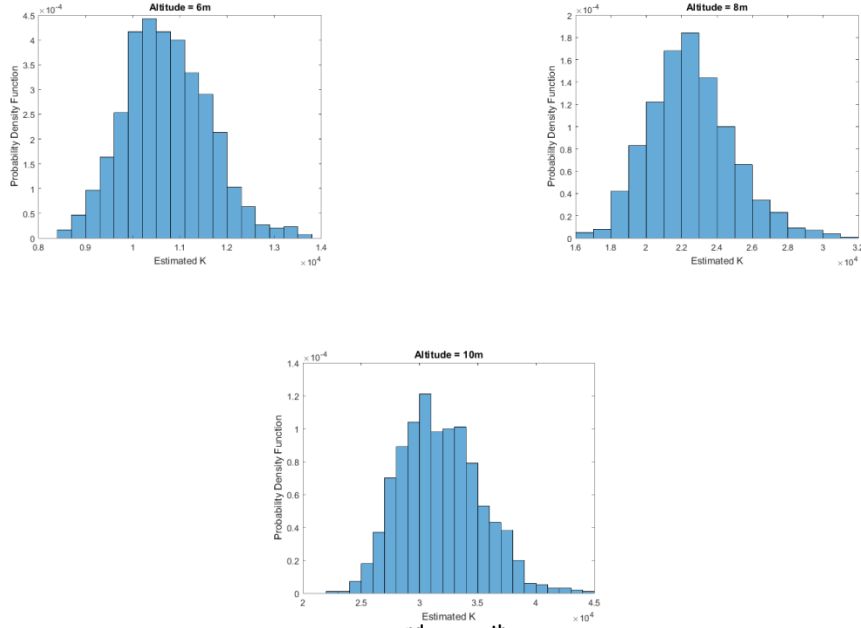 Altitude = 6m
×10⁻⁴
4.5
4
3.5
3
2.5
2
1.5
1
0.5
0
Probability Density Function
0.8 0.9 1 1.1 1.2 1.3 1.4
Estimated K
×10⁴
Altitude = 8m
×10⁻⁴
2
1.8
1.6
1.4
1.2
1
0.8
0.6
0.4
0.2
0
Probability Density Function
1.6 1.8 2 2.2 2.4 2.6 2.8 3 3.2
Estimated K
×10⁴
Altitude = 10m
×10⁻⁴
1.4
1.2
1
0.8
0.6
0.4
0.2
0
Probability Density Function
2 2.5 3 3.5 4 4.5
Estimated K
×10⁴